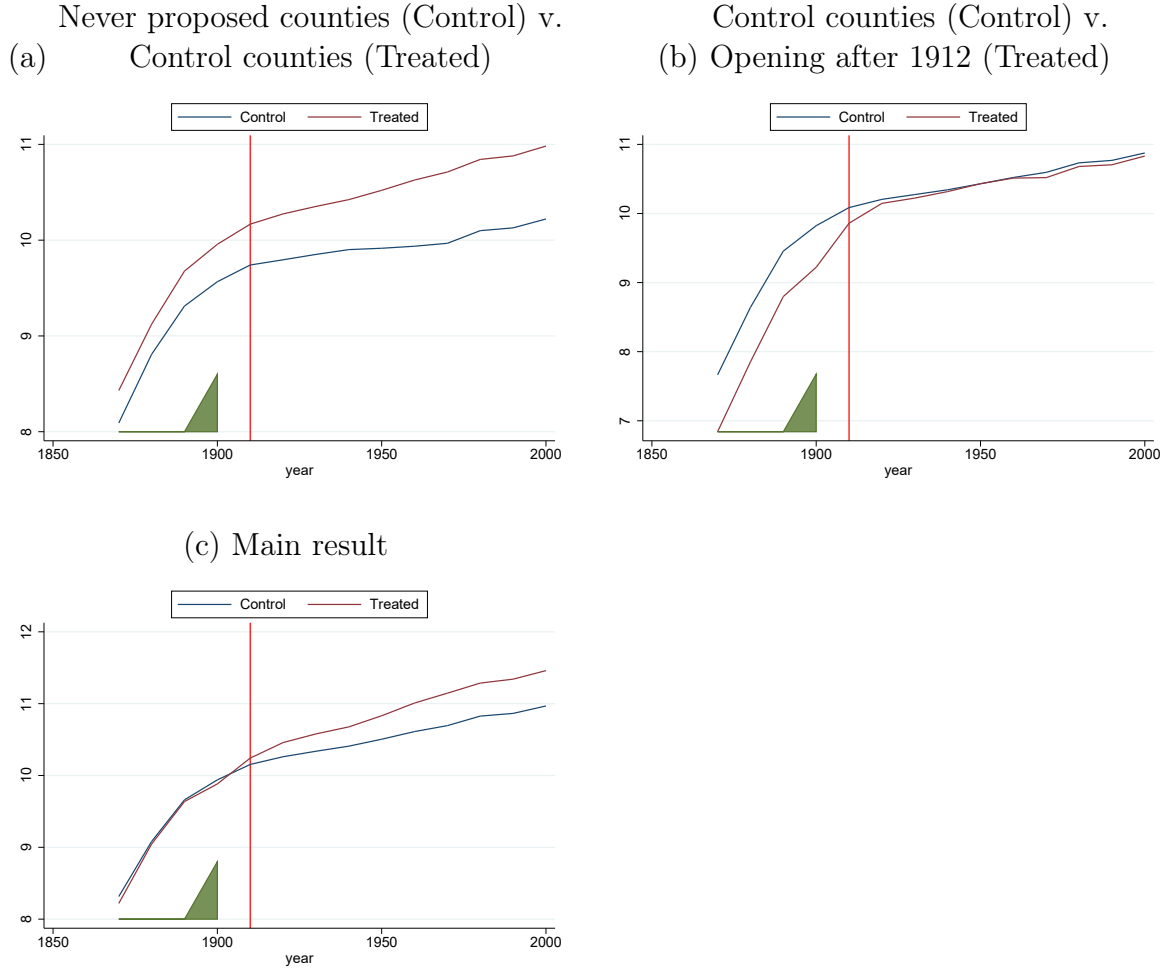 Never proposed counties (Control) v.
(a) Control counties (Treated)
Control Treated
11
10
9
8
1850 1900 1950 2000
year
Control counties (Control) v.
(b) Opening after 1912 (Treated)
Control Treated
11
10
9
8
7
1850 1900 1950 2000
year
(c) Main result
Control Treated
12
11
10
9
8
1850 1900 1950 2000
year